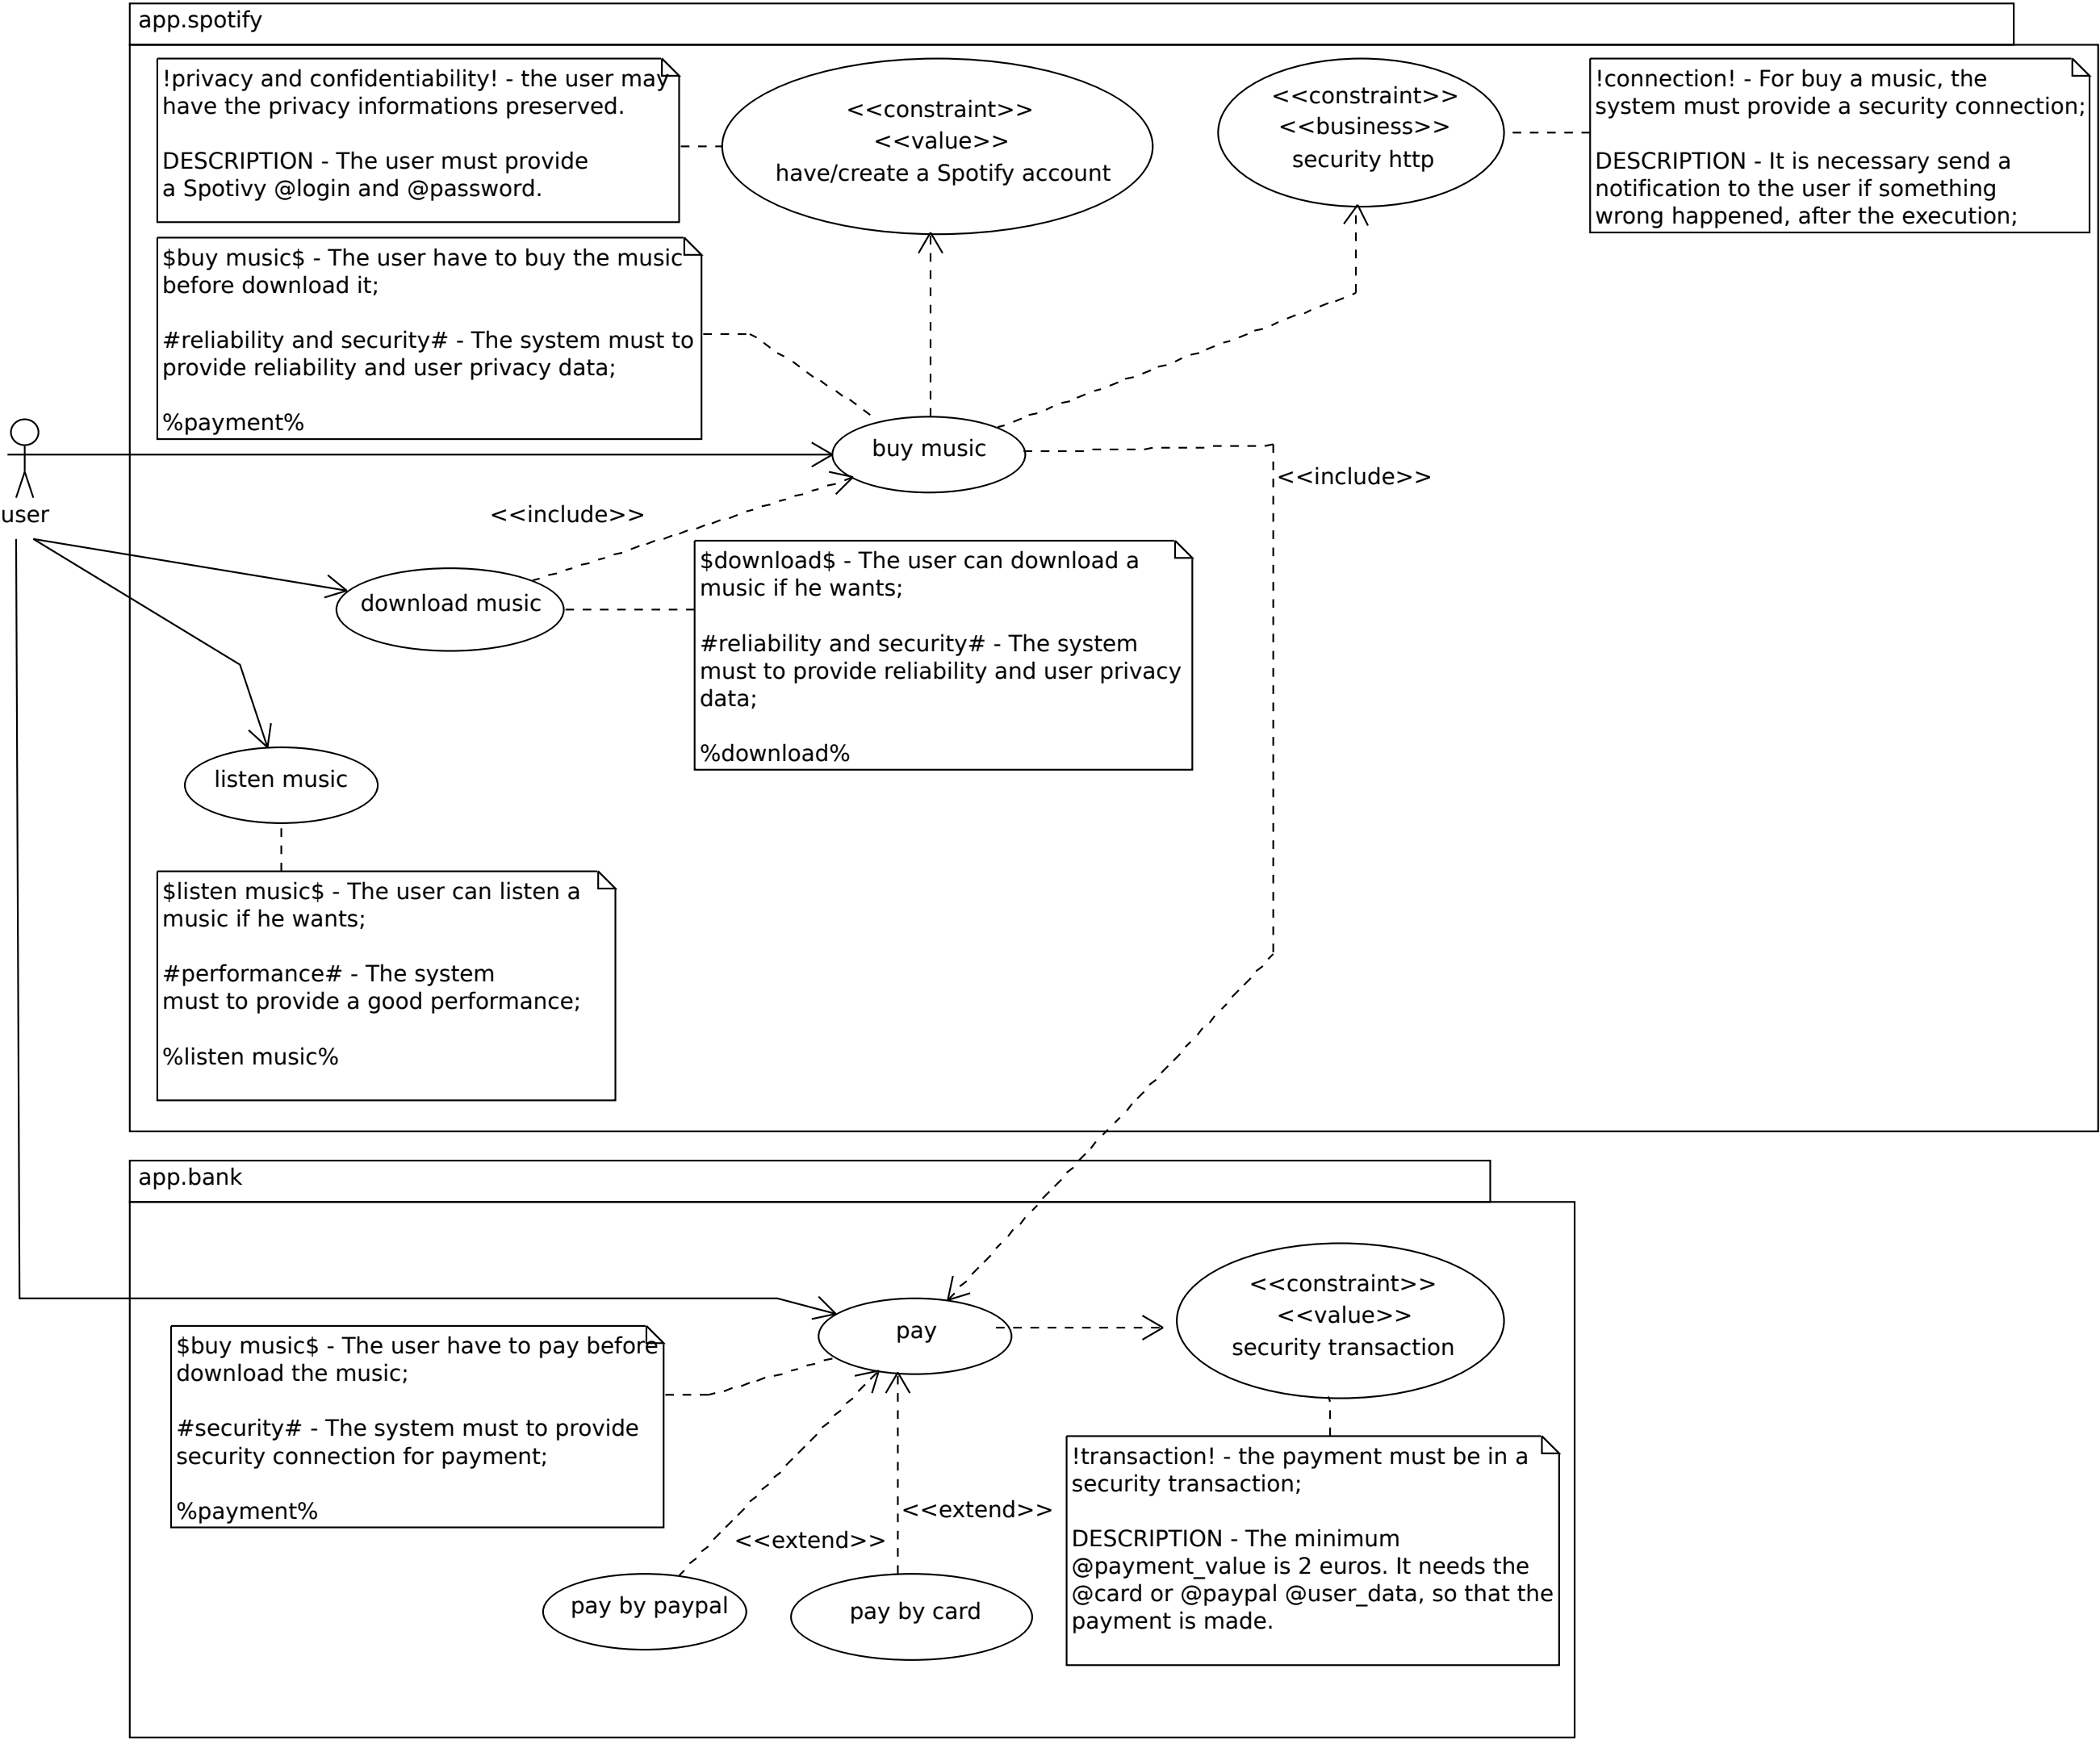 app.spotify
!privacy and confidentiability! - the user may
have the privacy informations preserved.
DESCRIPTION - The user must provide
a Spotivy @login and @password.
<<constraint>>
<<value>>
have/create a Spotify account
<<constraint>>
<<business>>
security http
!connection! - For buy a music, the
system must provide a security connection;
DESCRIPTION - It is necessary send a
notification to the user if something
wrong happened, after the execution;
$buy music$ - The user have to buy the music
before download it;
#reliability and security# - The system must to
provide reliability and user privacy data;
%payment%
buy music
<<include>>
user
<<include>>
download music
$download$ - The user can download a
music if he wants;
#reliability and security# - The system
must to provide reliability and user privacy
data;
%download%
listen music
$listen music$ - The user can listen a
music if he wants;
#performance# - The system
must to provide a good performance;
%listen music%
app.bank
pay
<<constraint>>
<<value>>
security transaction
$buy music$ - The user have to pay before
download the music;
#security# - The system must to provide
security connection for payment;
%payment%
<<extend>>
<<extend>>
!transaction! - the payment must be in a
security transaction;
DESCRIPTION - The minimum
@payment_value is 2 euros. It needs the
@card or @paypal @user_data, so that the
payment is made.
pay by paypal
pay by card